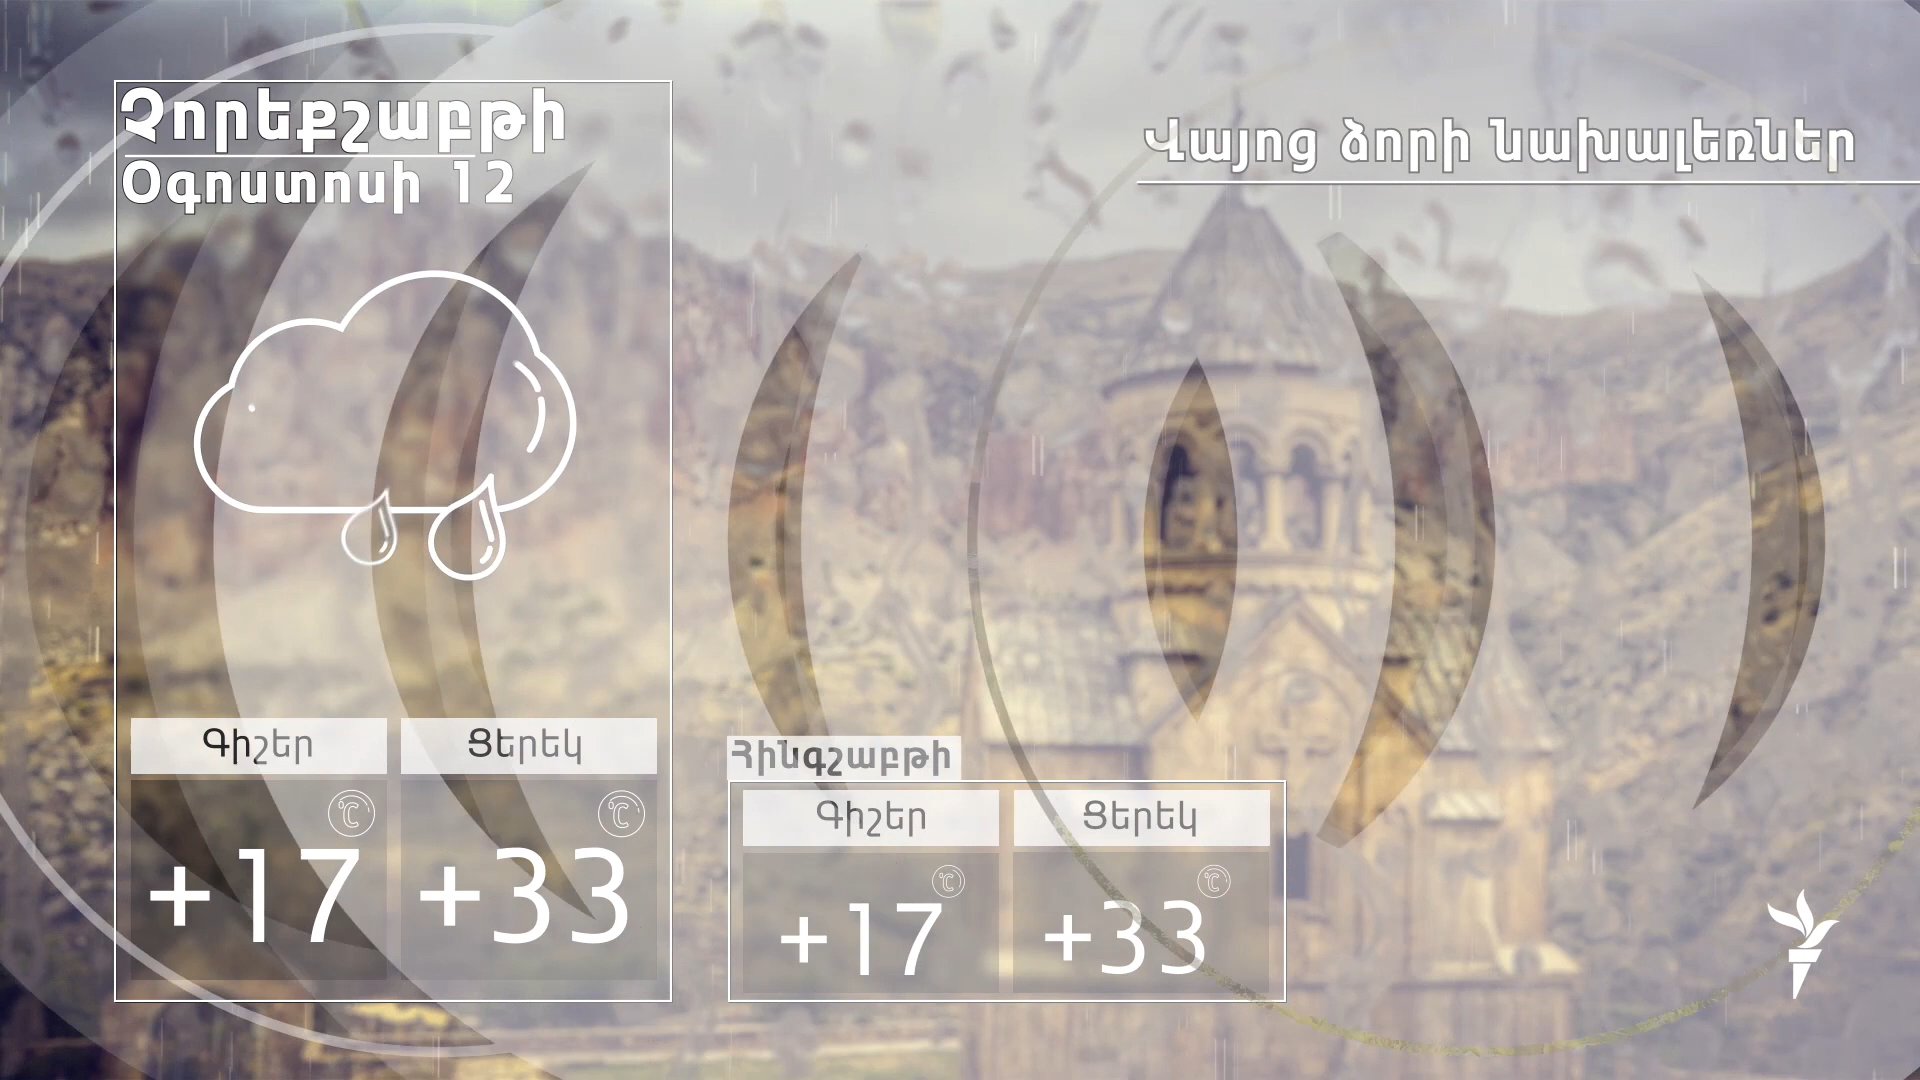 Չորեքշաբթի
Օգոստոսի 12
Վայոց ձորի նախալեռներ
Գիշեր
Ցերեկ
°C
°C
+17
+33
Հինգշաբթի
Գիշեր
Ցերեկ
°C
°C
+17
+33